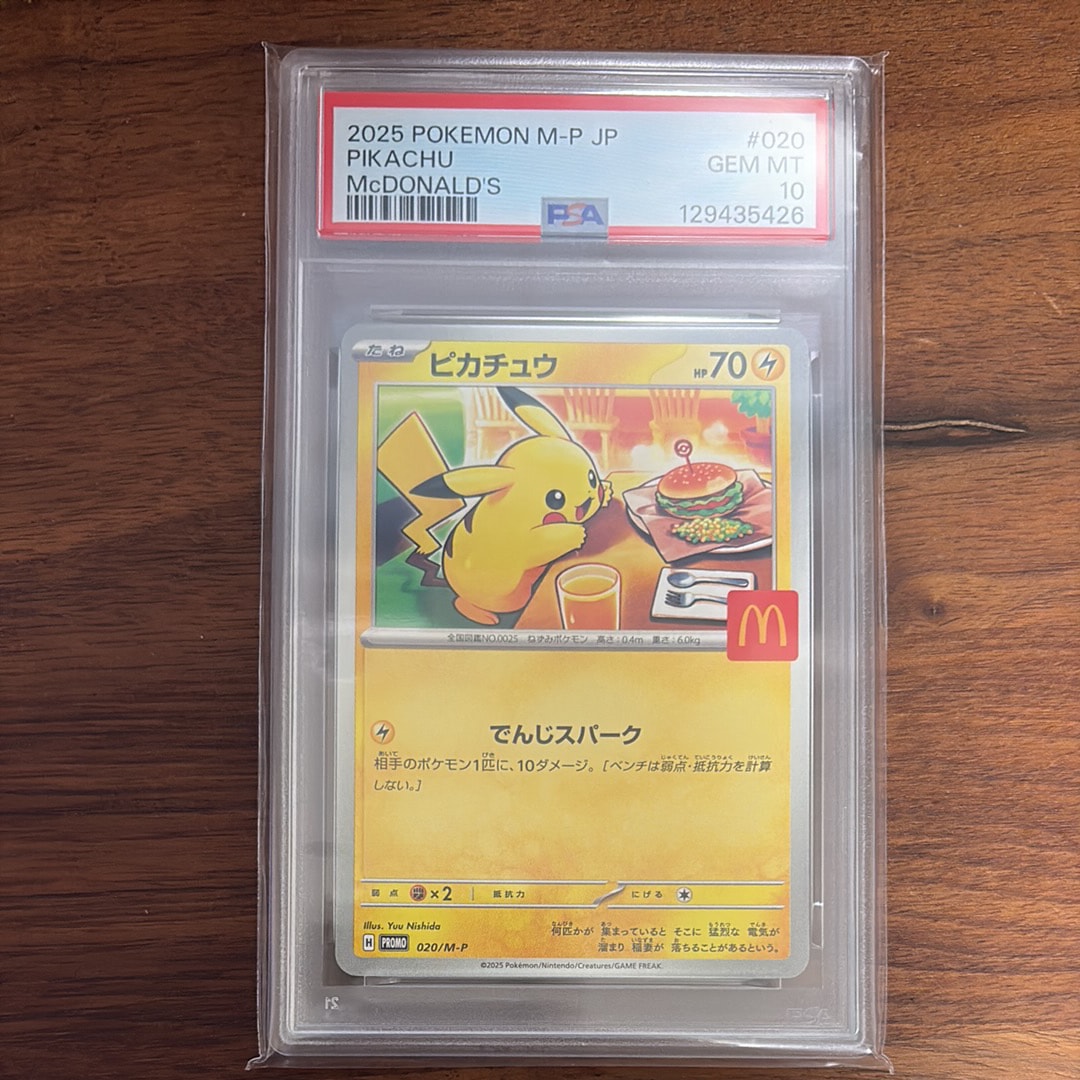 2025 POKEMON M-P JP
#020
PIKACHU
GEM MT
McDONALD'S
10
PSA
129435426
たね
ピカチュウ
HP70
全国図鑑NO.0025 ねずみポケモン 高さ:0.4m 重さ:6.0kg
でんじスパーク
相手のポケモン1匹に、10ダメージ。[ベンチは弱点・抵抗力を計算
しない。]
弱点 ×2 抵抗力 にげる
Illus. Yuu Nishida
何匹かが 集まっていると そこに 猛烈な 電気が
H PROMO 020/M-P
溜まり 稲妻が 落ちることがあるという。
©2025 Pokémon/Nintendo/Creatures/GAME FREAK.